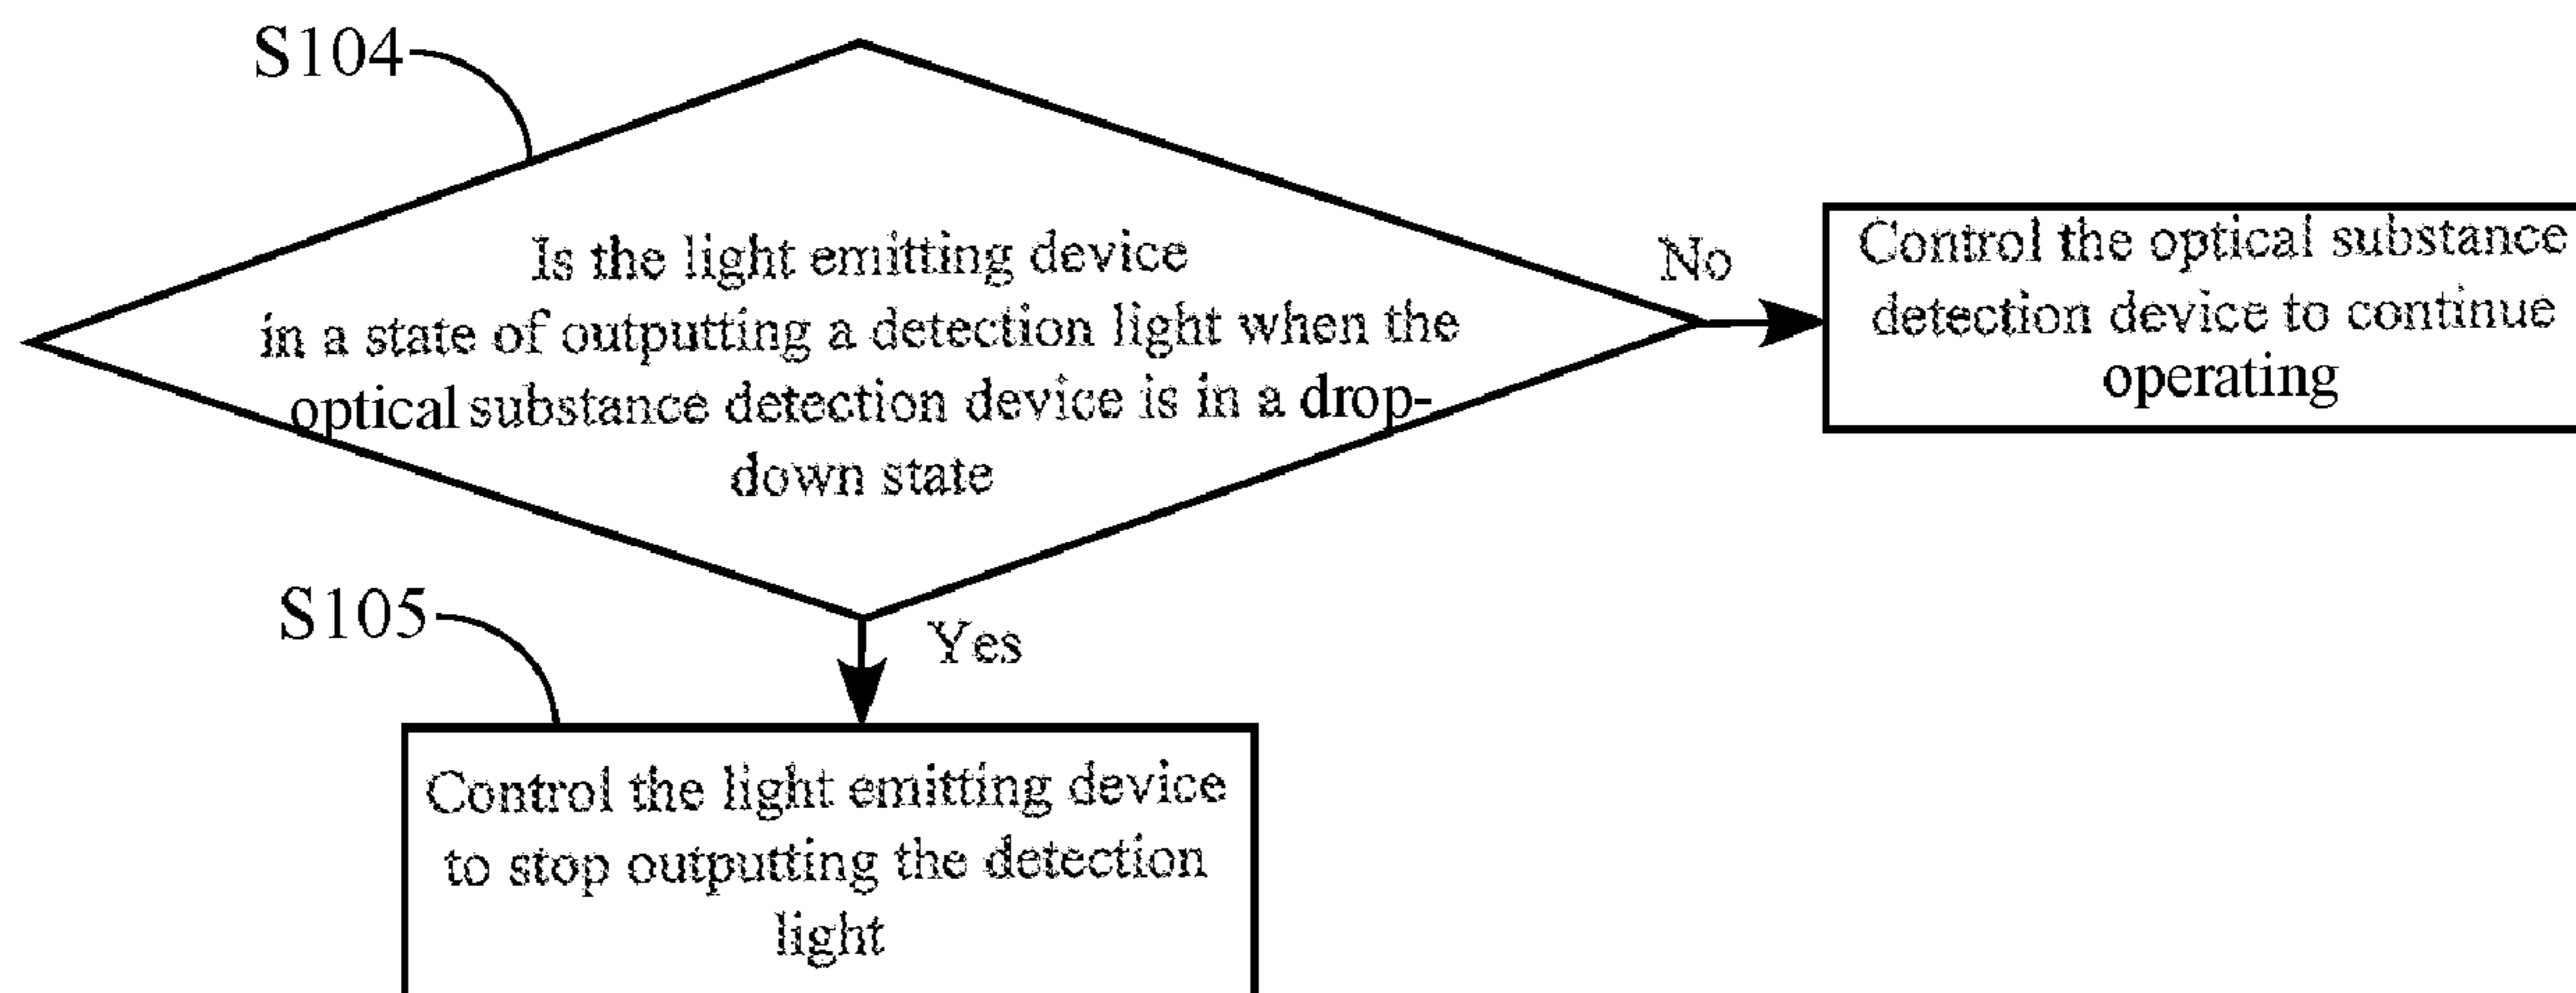 S104
Is the light emitting device
in a state of outputting a detection light when the
optical substance detection device is in a drop-
down state
No
Control the optical substance
detection device to continue
operating
S105
Yes
Control the light emitting device
to stop outputting the detection
light